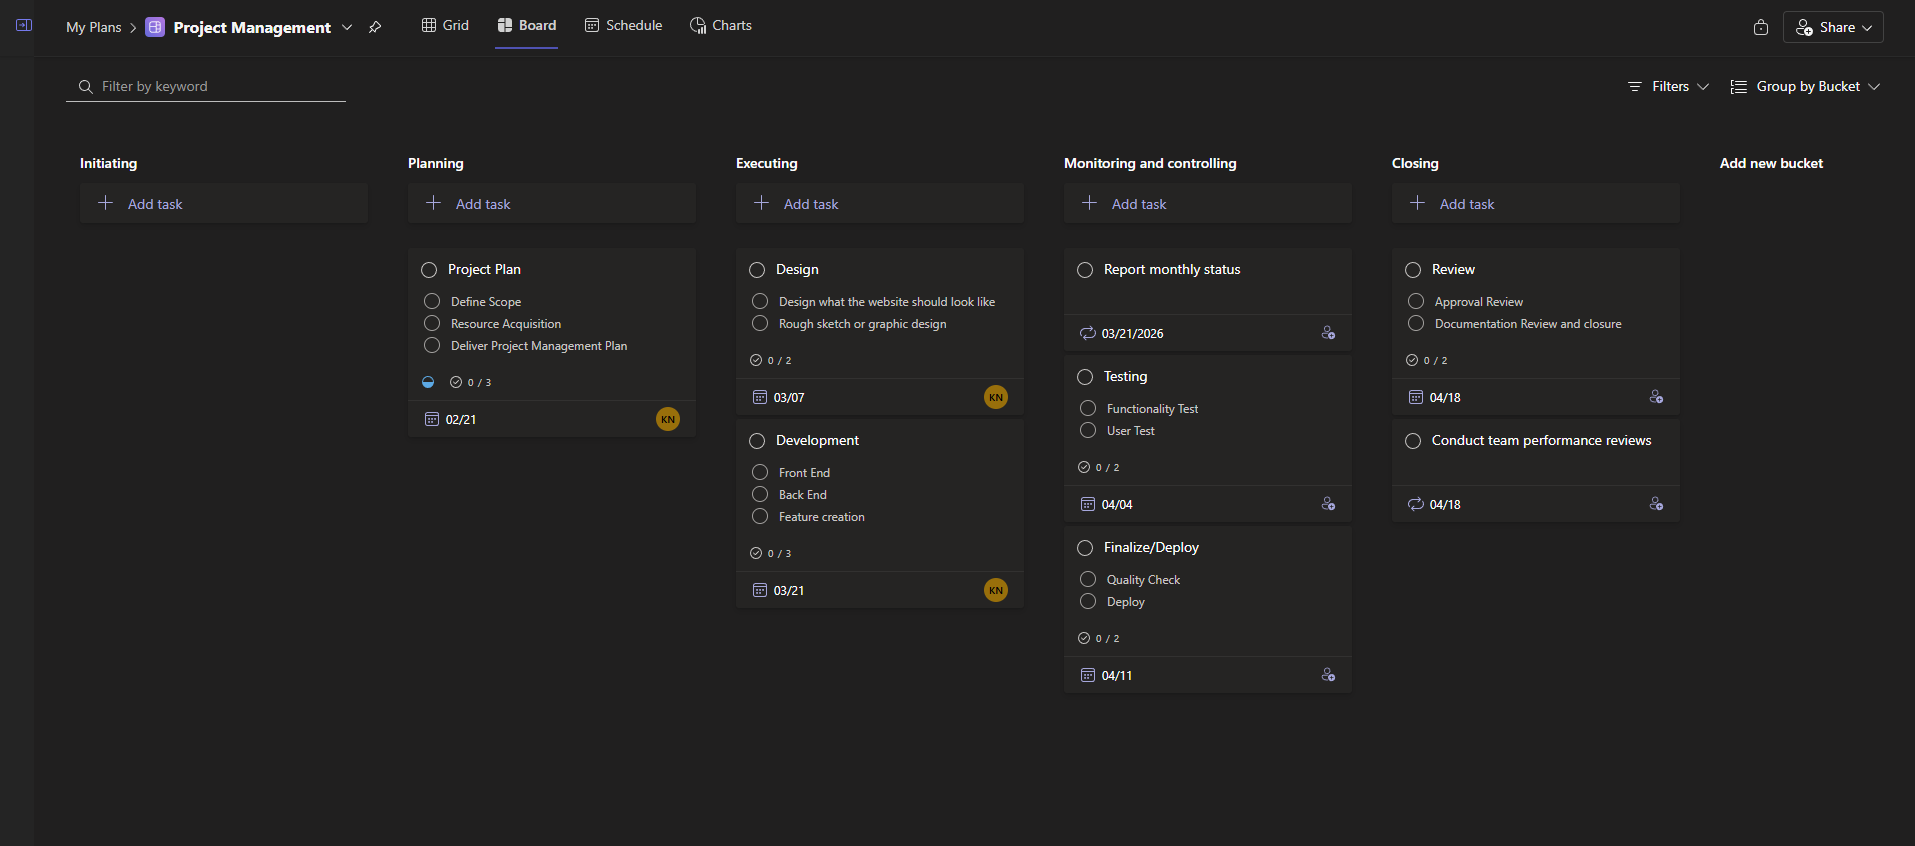 My Plans
Project Management
Grid
Board
Schedule
Charts
Share
Filter by keyword
Filters
Group by Bucket
Initiating
Add task
Planning
Add task
Project Plan
Define Scope
Resource Acquisition
Deliver Project Management Plan
0 / 3
02/21
KN
Executing
Add task
Design
Design what the website should look like
Rough sketch or graphic design
0 / 2
03/07
KN
Development
Front End
Back End
Feature creation
0 / 3
03/21
KN
Monitoring and controlling
Add task
Report monthly status
03/21/2026
Testing
Functionality Test
User Test
0 / 2
04/04
Finalize/Deploy
Quality Check
Deploy
0 / 2
04/11
Closing
Add task
Review
Approval Review
Documentation Review and closure
0 / 2
04/18
Conduct team performance reviews
04/18
Add new bucket